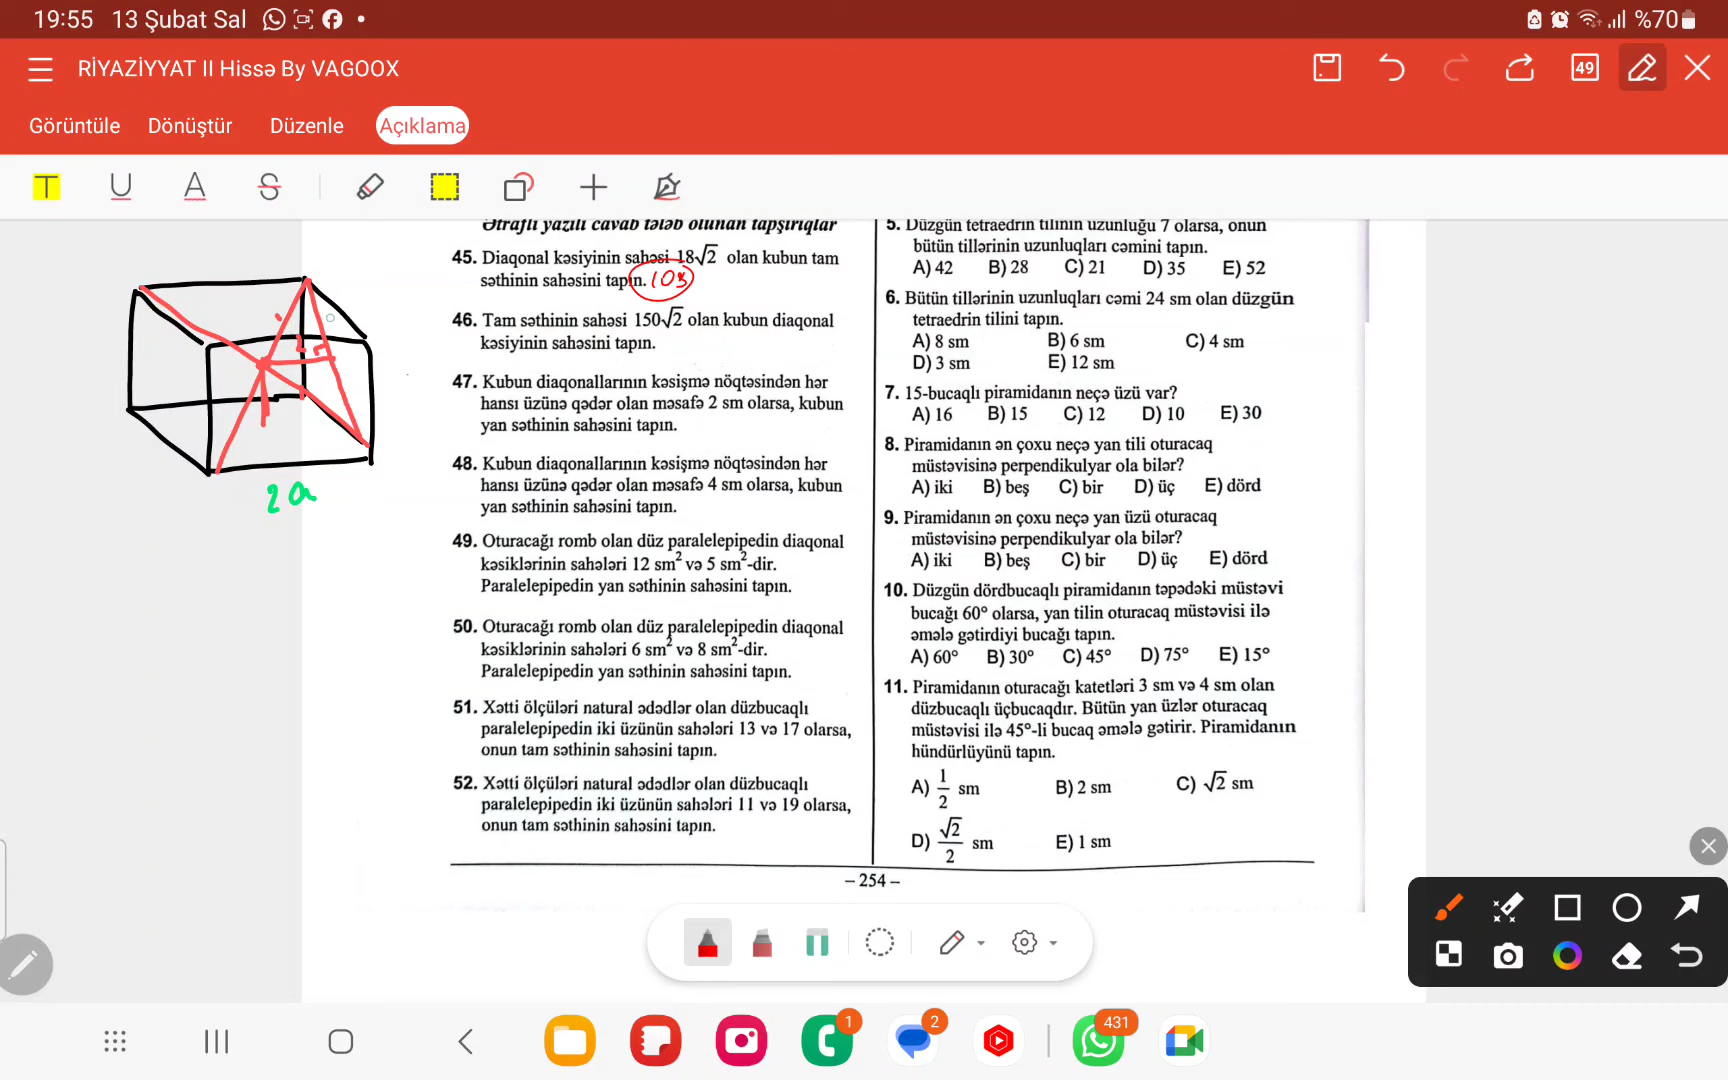 19:55 13 Şubat Sal
%70
RİYAZİYYAT II Hissə By VAGOOX
49
Görüntüle Dönüştür Düzenle Açıklama
T U A S
Ətraflı yazılı cavab tələb olunan tapşırıqlar
45. Diaqonal kəsiyinin sahəsi 18√2 olan kubun tam
səthinin sahəsini tapın. 108
46. Tam səthinin sahəsi 150√2 olan kubun diaqonal
kəsiyinin sahəsini tapın.
47. Kubun diaqonallarının kəsişmə nöqtəsindən hər
hansı üzünə qədər olan məsafə 2 sm olarsa, kubun
yan səthinin sahəsini tapın.
48. Kubun diaqonallarının kəsişmə nöqtəsindən hər
hansı üzünə qədər olan məsafə 4 sm olarsa, kubun
yan səthinin sahəsini tapın.
49. Oturacağı romb olan düz paralelepipedin diaqonal
kəsiklərinin sahələri 12 sm² və 5 sm²-dir.
Paralelepipedin yan səthinin sahəsini tapın.
50. Oturacağı romb olan düz paralelepipedin diaqonal
kəsiklərinin sahələri 6 sm² və 8 sm²-dir.
Paralelepipedin yan səthinin sahəsini tapın.
51. Xətti ölçüləri natural ədədlər olan düzbucaqlı
paralelepipedin iki üzünün sahələri 13 və 17 olarsa,
onun tam səthinin sahəsini tapın.
52. Xətti ölçüləri natural ədədlər olan düzbucaqlı
paralelepipedin iki üzünün sahələri 11 və 19 olarsa,
onun tam səthinin sahəsini tapın.
5. Düzgün tetraedrin tilinin uzunluğu 7 olarsa, onun
bütün tillərinin uzunluqları cəmini tapın.
A) 42 B) 28 C) 21 D) 35 E) 52
6. Bütün tillərinin uzunluqları cəmi 24 sm olan düzgün
tetraedrin tilini tapın.
A) 8 sm B) 6 sm C) 4 sm
D) 3 sm E) 12 sm
7. 15-bucaqlı piramidanın neçə üzü var?
A) 16 B) 15 C) 12 D) 10 E) 30
8. Piramidanın ən çoxu neçə yan tili oturacaq
müstəvisinə perpendikulyar ola bilər?
A) iki B) beş C) bir D) üç E) dörd
9. Piramidanın ən çoxu neçə yan üzü oturacaq
müstəvisinə perpendikulyar ola bilər?
A) iki B) beş C) bir D) üç E) dörd
10. Düzgün dördbucaqlı piramidanın təpədəki müstəvi
bucağı 60° olarsa, yan tilin oturacaq müstəvisi ilə
əmələ gətirdiyi bucağı tapın.
A) 60° B) 30° C) 45° D) 75° E) 15°
11. Piramidanın oturacağı katetləri 3 sm və 4 sm olan
düzbucaqlı üçbucaqdır. Bütün yan üzlər oturacaq
müstəvisi ilə 45°-li bucaq əmələ gətirir. Piramidanın
hündürlüyünü tapın.
A) 1/2 sm B) 2 sm C) √2 sm
D) √2/2 sm E) 1 sm
– 254 –
2a
1
2
431